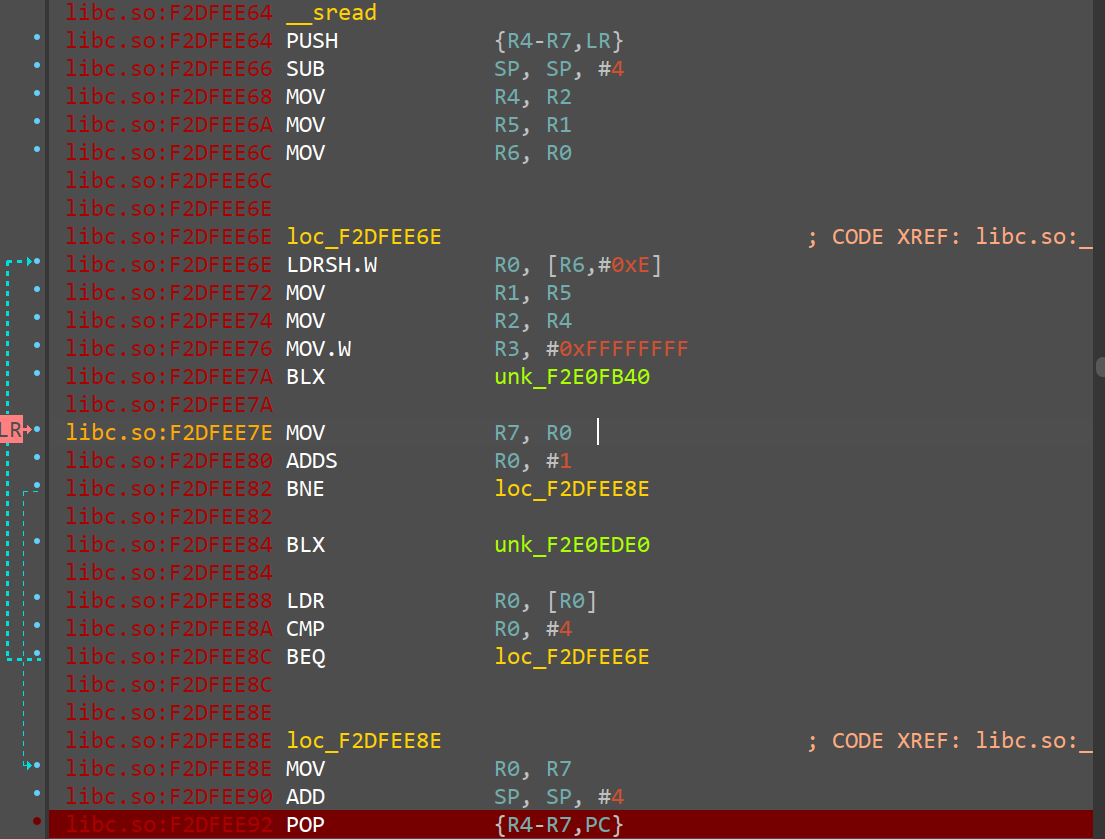 libc.so:F2DFEE64 __sread
libc.so:F2DFEE64 PUSH {R4-R7,LR}
libc.so:F2DFEE66 SUB SP, SP, #4
libc.so:F2DFEE68 MOV R4, R2
libc.so:F2DFEE6A MOV R5, R1
libc.so:F2DFEE6C MOV R6, R0
libc.so:F2DFEE6C
libc.so:F2DFEE6E
libc.so:F2DFEE6E loc_F2DFEE6E ; CODE XREF: libc.so:_
libc.so:F2DFEE6E LDRSH.W R0, [R6,#0xE]
libc.so:F2DFEE72 MOV R1, R5
libc.so:F2DFEE74 MOV R2, R4
libc.so:F2DFEE76 MOV.W R3, #0xFFFFFFFF
libc.so:F2DFEE7A BLX unk_F2E0FB40
libc.so:F2DFEE7A
LR libc.so:F2DFEE7E MOV R7, R0
libc.so:F2DFEE80 ADDS R0, #1
libc.so:F2DFEE82 BNE loc_F2DFEE8E
libc.so:F2DFEE82
libc.so:F2DFEE84 BLX unk_F2E0EDE0
libc.so:F2DFEE84
libc.so:F2DFEE88 LDR R0, [R0]
libc.so:F2DFEE8A CMP R0, #4
libc.so:F2DFEE8C BEQ loc_F2DFEE6E
libc.so:F2DFEE8C
libc.so:F2DFEE8E
libc.so:F2DFEE8E loc_F2DFEE8E ; CODE XREF: libc.so:_
libc.so:F2DFEE8E MOV R0, R7
libc.so:F2DFEE90 ADD SP, SP, #4
libc.so:F2DFEE92 POP {R4-R7,PC}